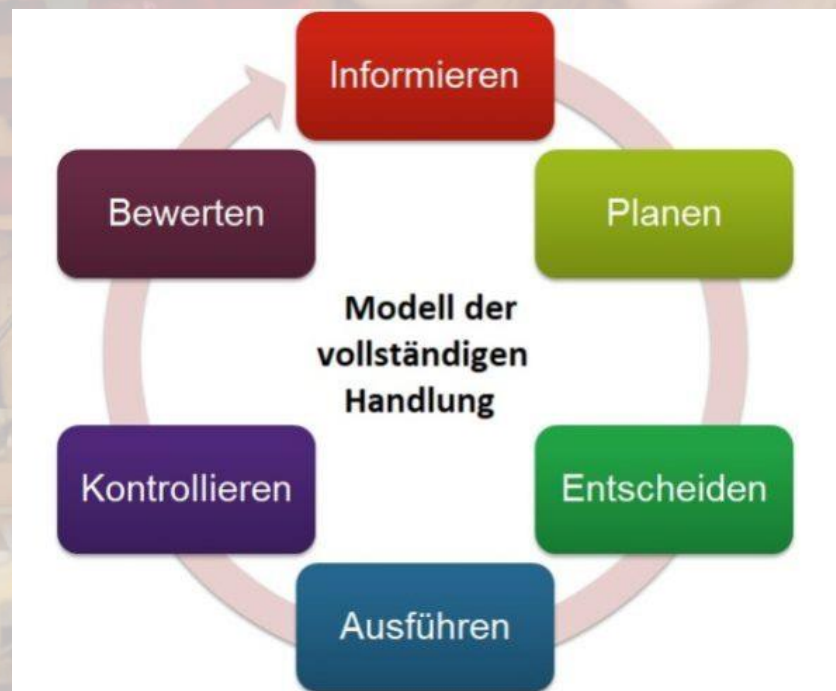 Informieren
Planen
Entscheiden
Ausführen
Kontrollieren
Bewerten
Modell der
vollständigen
Handlung